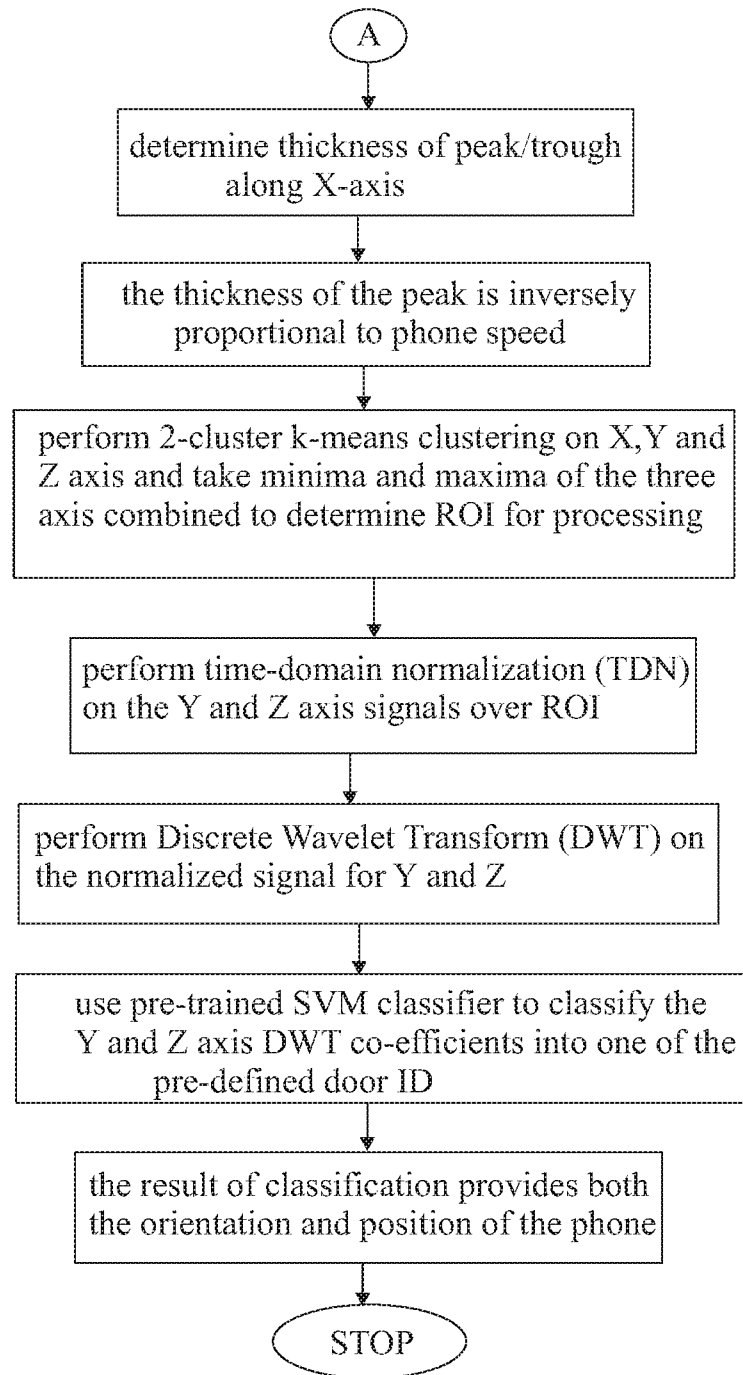 A
determine thickness of peak/trough
along X-axis
the thickness of the peak is inversely
proportional to phone speed
perform 2-cluster k-means clustering on X,Y and
Z axis and take minima and maxima of the three
axis combined to determine ROI for processing
perform time-domain normalization (TDN)
on the Y and Z axis signals over ROI
perform Discrete Wavelet Transform (DWT) on
the normalized signal for Y and Z
use pre-trained SVM classifier to classify the
Y and Z axis DWT co-efficients into one of the
pre-defined door ID
the result of classification provides both
the orientation and position of the phone
STOP